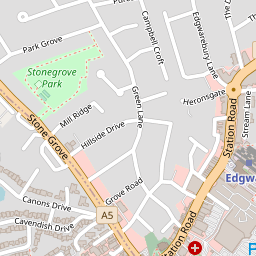 Campbell Croft
Edgwarebury Lane
Park Grove
Stonegrove
Park
Green Lane
Heronsgate
Mill Ridge
Stone Grove
Hillside Drive
Station Road
Stream Lane
Grove Road
A5
Canons Drive
Cavendish Drive
Station Road